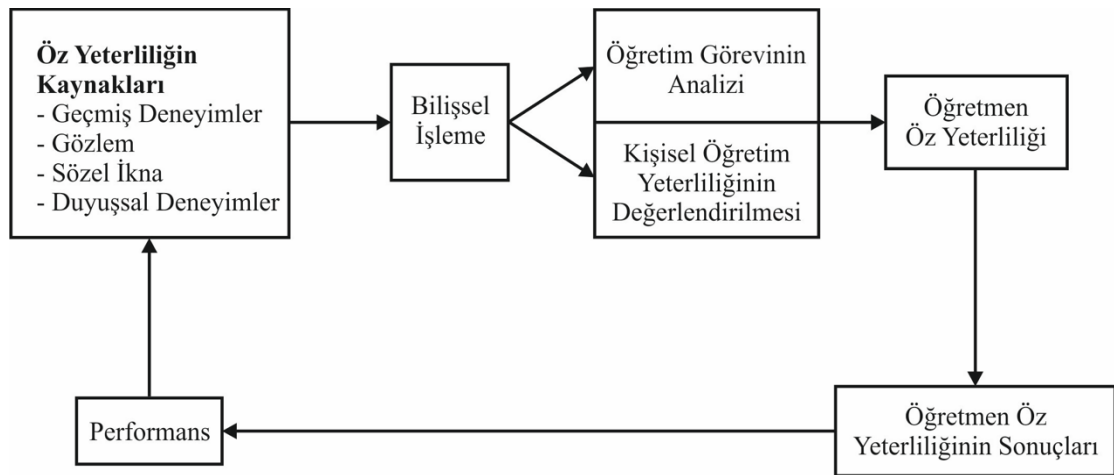 Öz Yeterliliğin
Kaynakları
- Geçmiş Deneyimler
- Gözlem
- Sözel İkna
- Duyuşsal Deneyimler
Bilişsel
İşleme
Öğretim Görevinin
Analizi
Kişisel Öğretim
Yeterliliğinin
Değerlendirilmesi
Öğretmen
Öz Yeterliliği
Öğretmen Öz
Yeterliliğinin Sonuçları
Performans